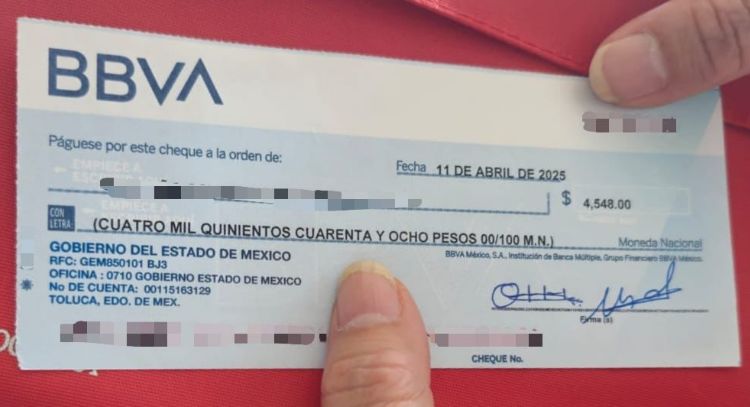 BBVA
Páguese por este cheque a la orden de:
Fecha 11 DE ABRIL DE 2025
EMPIECE A
$ 4,548.00
EMPIECE A
CON LETRA: (CUATRO MIL QUINIENTOS CUARENTA Y OCHO PESOS 00/100 M.N.) Moneda Nacional
BBVA México, S.A., Institución de Banca Múltiple, Grupo Financiero BBVA México.
GOBIERNO DEL ESTADO DE MEXICO
RFC: GEM850101 BJ3
OFICINA : 0710 GOBIERNO ESTADO DE MEXICO
No DE CUENTA: 00115163129
TOLUCA, EDO. DE MEX.
Firma (s)
CHEQUE No.